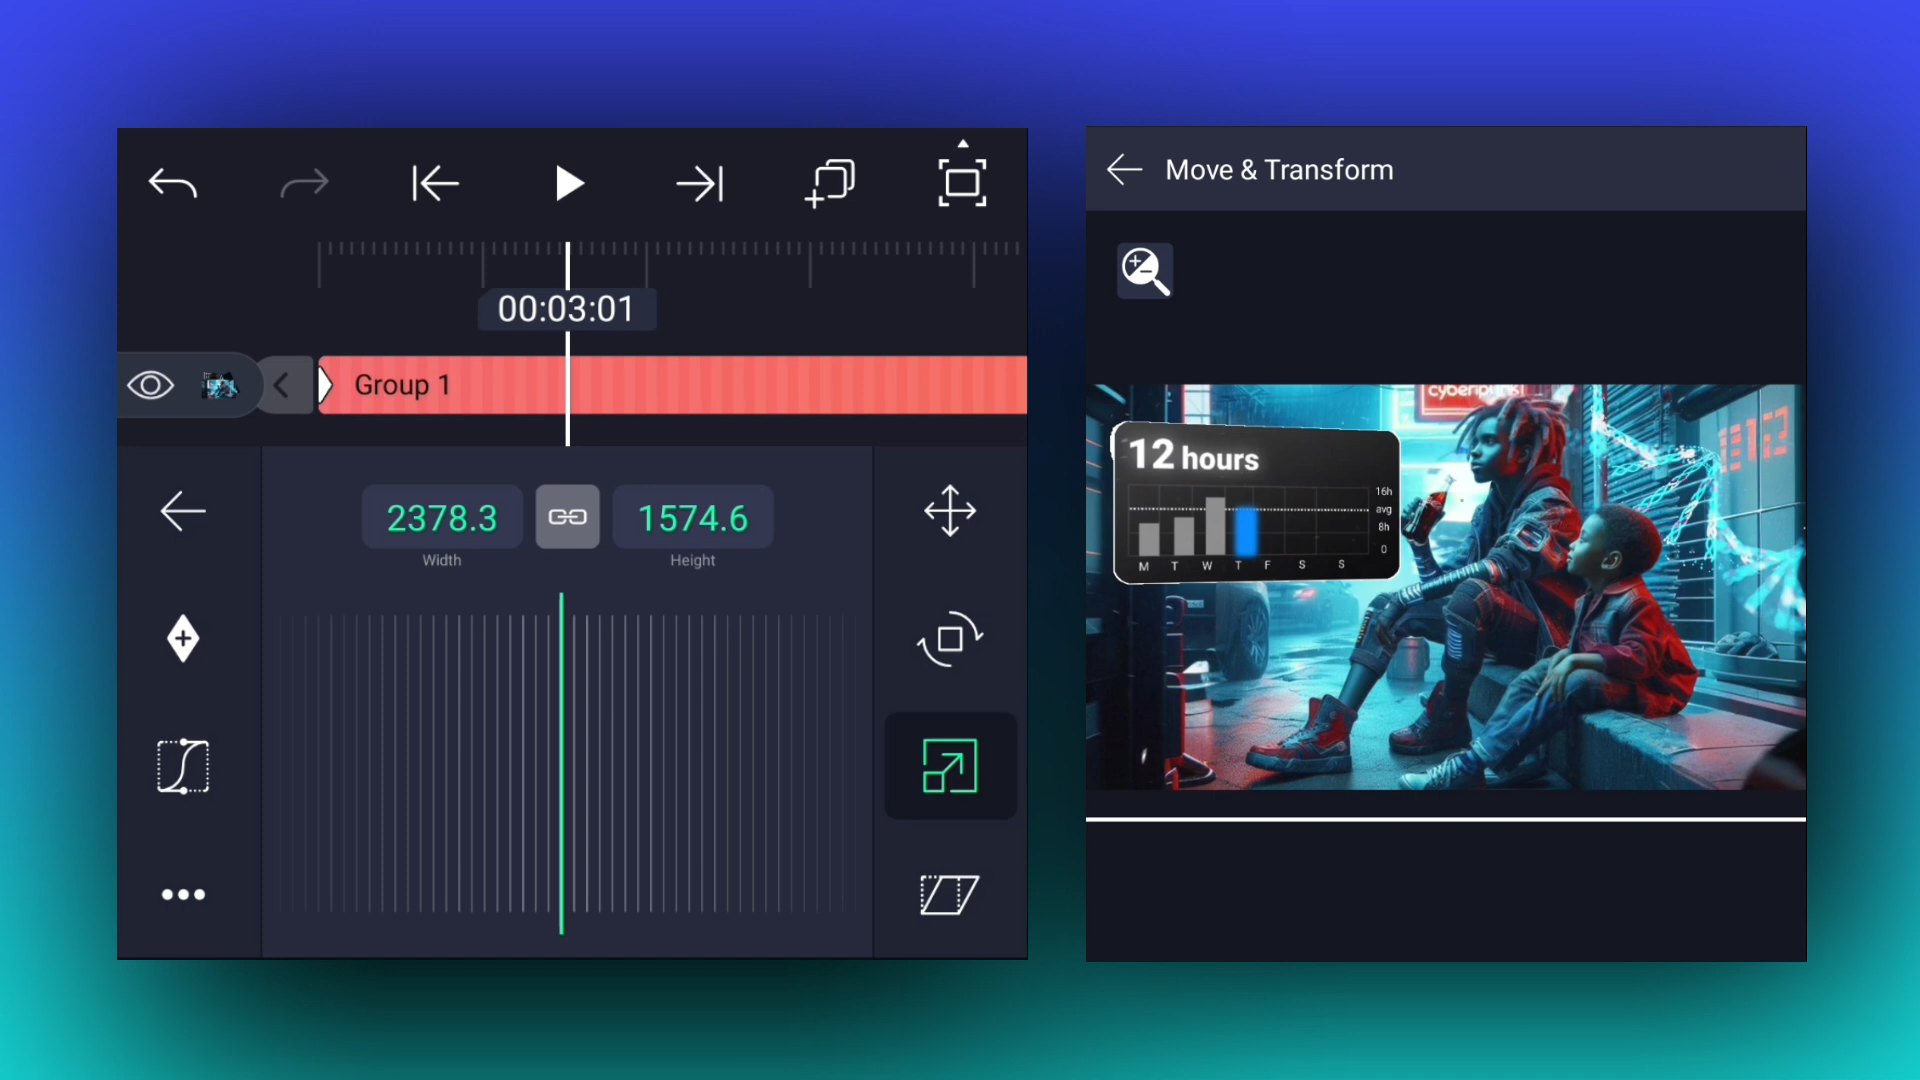 00:03:01
Group 1
2378.3
1574.6
Width
Height
Move & Transform
cyberipunk!
12 hours
16h
avg
8h
0
M T W T F S S